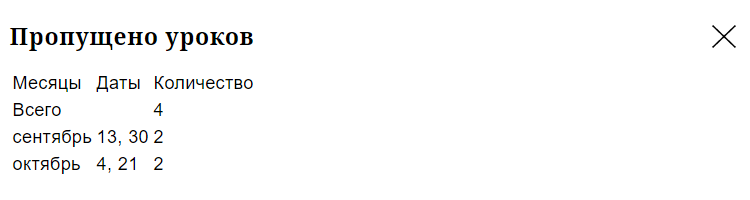 Пропущено уроков
Месяцы Даты Количество
Всего 4
сентябрь 13, 30 2
октябрь 4, 21 2